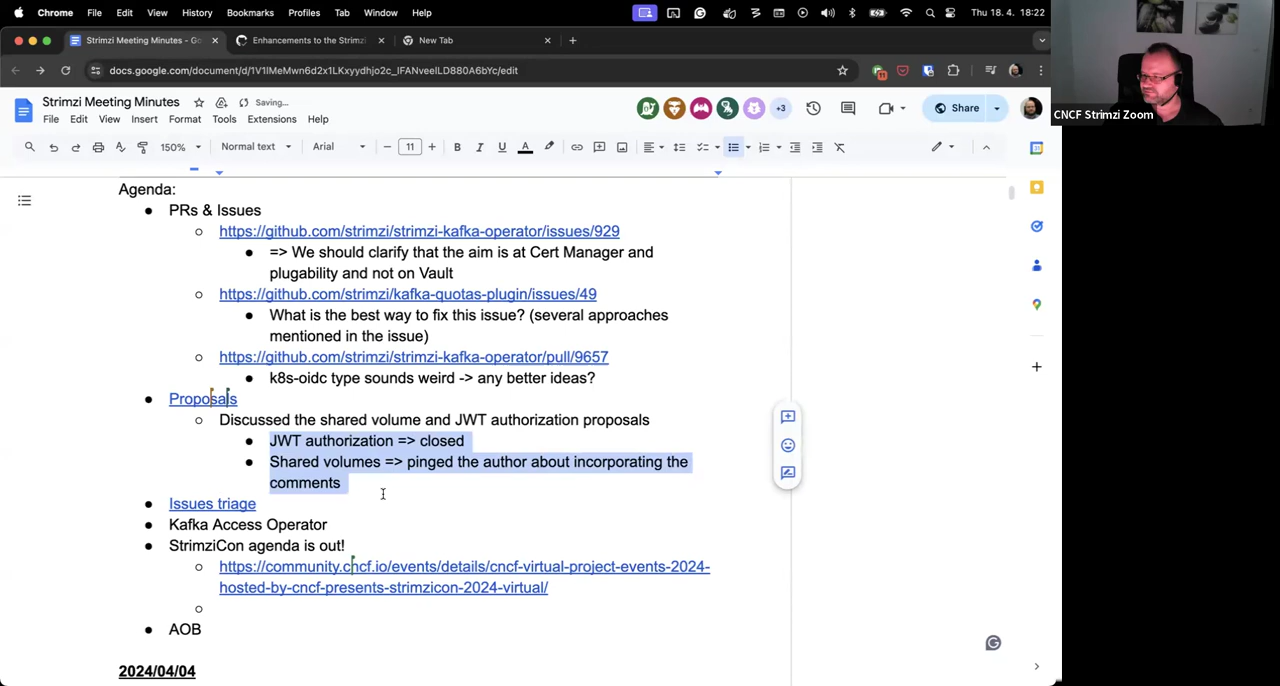 Chrome File Edit View History Bookmarks Profiles Tab Window Help Thu 18. 4. 18:22
Strimzi Meeting Minutes - Go Enhancements to the Strimzi New Tab
docs.google.com/document/d/1V1lMeMwn6d2x1LKxyydhjo2c_lFANveelLD880A6bYc/edit
Strimzi Meeting Minutes Saving...
File Edit View Insert Format Tools Extensions Help
+3 Share
150% Normal text Arial 11
Agenda:
● PRs & Issues
○ https://github.com/strimzi/strimzi-kafka-operator/issues/929
● => We should clarify that the aim is at Cert Manager and
plugability and not on Vault
○ https://github.com/strimzi/kafka-quotas-plugin/issues/49
● What is the best way to fix this issue? (several approaches
mentioned in the issue)
○ https://github.com/strimzi/strimzi-kafka-operator/pull/9657
● k8s-oidc type sounds weird -> any better ideas?
● Proposals
○ Discussed the shared volume and JWT authorization proposals
● JWT authorization => closed
● Shared volumes => pinged the author about incorporating the
comments
● Issues triage
● Kafka Access Operator
● StrimziCon agenda is out!
○ https://community.cncf.io/events/details/cncf-virtual-project-events-2024-
hosted-by-cncf-presents-strimzicon-2024-virtual/
○
● AOB
2024/04/04
CNCF Strimzi Zoom